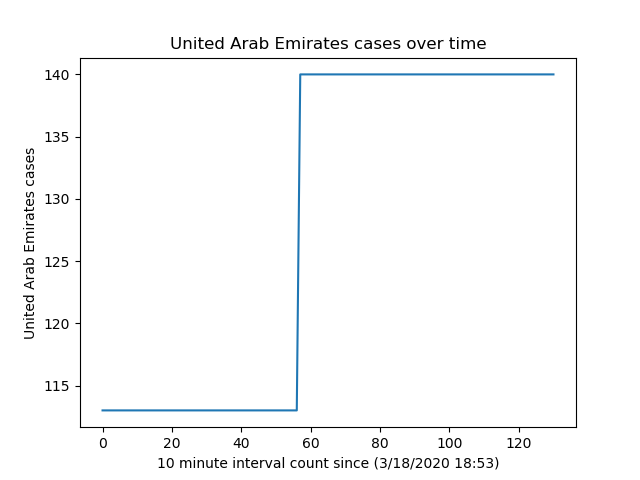 United Arab Emirates cases over time
140
135
130
125
120
115
United Arab Emirates cases
0 20 40 60 80 100 120
10 minute interval count since (3/18/2020 18:53)